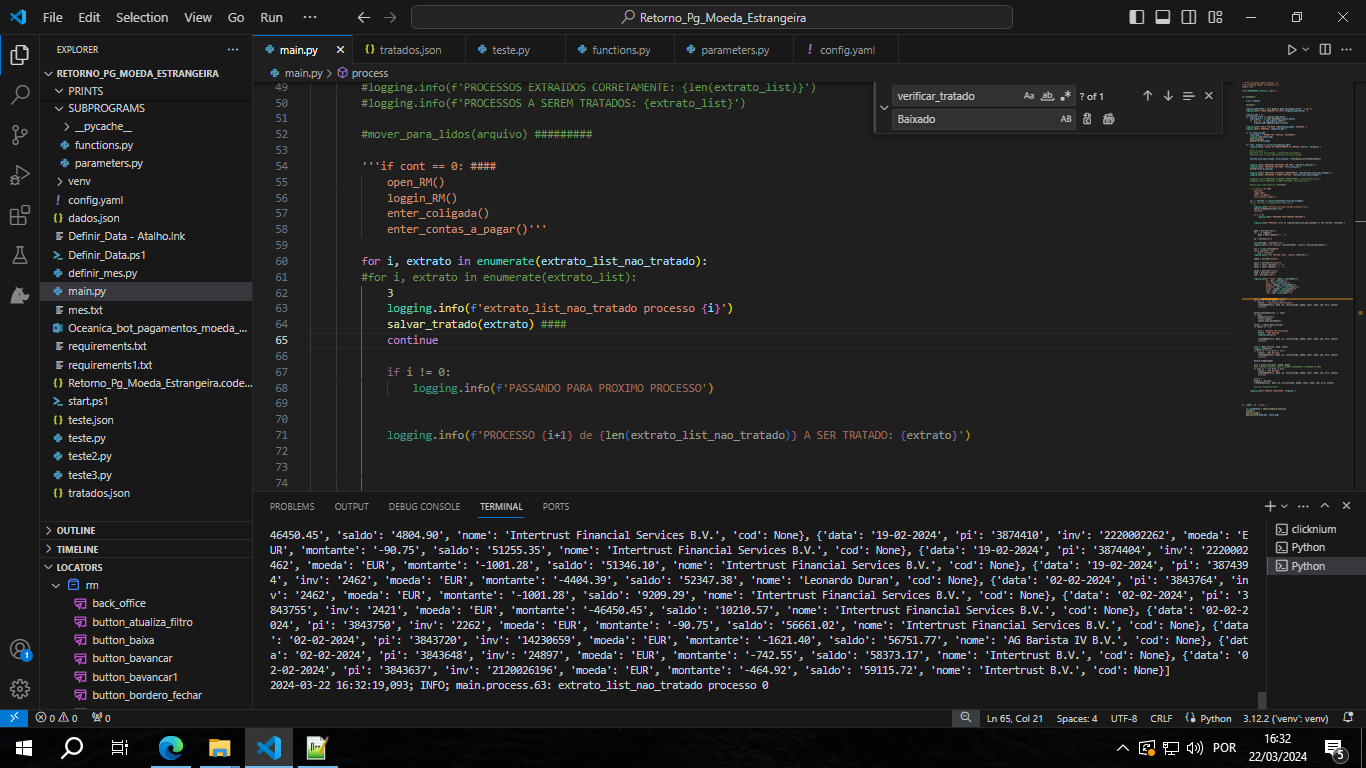 File Edit Selection View Go Run ···
Retorno_Pg_Moeda_Estrangeira
EXPLORER
RETORNO_PG_MOEDA_ESTRANGEIRA
PRINTS
SUBPROGRAMS
__pycache__
functions.py
parameters.py
venv
config.yaml
dados.json
Definir_Data - Atalho.lnk
Definir_Data.ps1
definir_mes.py
main.py
mes.txt
Oceanica_bot_pagamentos_moeda_...
requirements.txt
requirements1.txt
Retorno_Pg_Moeda_Estrangeira.code...
start.ps1
teste.json
teste.py
teste2.py
teste3.py
tratados.json
OUTLINE
TIMELINE
LOCATORS
rm
back_office
button_atualiza_filtro
button_baixa
button_bavancar
button_bavancar1
button_bordero_fechar
main.py
tratados.json
teste.py
functions.py
parameters.py
config.yaml
main.py > process
verificar_tratado
? of 1
Baixado
AB
49 #logging.info(f'PROCESSOS EXTRAIDOS CORRETAMENTE: {len(extrato_list)}')
50 #logging.info(f'PROCESSOS A SEREM TRATADOS: {extrato_list}')
51
52 #mover_para_lidos(arquivo) #########
53
54 '''if cont == 0: ####
55 open_RM()
56 loggin_RM()
57 enter_coligada()
58 enter_contas_a_pagar()'''
59
60 for i, extrato in enumerate(extrato_list_nao_tratado):
61 #for i, extrato in enumerate(extrato_list):
62 3
63 logging.info(f'extrato_list_nao_tratado processo {i}')
64 salvar_tratado(extrato) ####
65 continue
66
67 if i != 0:
68 logging.info(f'PASSANDO PARA PROXIMO PROCESSO')
69
70
71 logging.info(f'PROCESSO {i+1} de {len(extrato_list_nao_tratado)} A SER TRATADO: {extrato}')
72
73
74
PROBLEMS OUTPUT DEBUG CONSOLE TERMINAL PORTS
46450.45', 'saldo': '4804.90', 'nome': 'Intertrust Financial Services B.V.', 'cod': None}, {'data': '19-02-2024', 'pi': '3874410', 'inv': '2220002262', 'moeda': 'E
UR', 'montante': '-90.75', 'saldo': '51255.35', 'nome': 'Intertrust Financial Services B.V.', 'cod': None}, {'data': '19-02-2024', 'pi': '3874404', 'inv': '2220002
462', 'moeda': 'EUR', 'montante': '-1001.28', 'saldo': '51346.10', 'nome': 'Intertrust Financial Services B.V.', 'cod': None}, {'data': '19-02-2024', 'pi': '387439
4', 'inv': '2462', 'moeda': 'EUR', 'montante': '-4404.39', 'saldo': '52347.38', 'nome': 'Leonardo Duran', 'cod': None}, {'data': '02-02-2024', 'pi': '3843764', 'in
v': '2462', 'moeda': 'EUR', 'montante': '-1001.28', 'saldo': '9209.29', 'nome': 'Intertrust Financial Services B.V.', 'cod': None}, {'data': '02-02-2024', 'pi': '3
843755', 'inv': '2421', 'moeda': 'EUR', 'montante': '-46450.45', 'saldo': '10210.57', 'nome': 'Intertrust Financial Services B.V.', 'cod': None}, {'data': '02-02-2
024', 'pi': '3843750', 'inv': '2262', 'moeda': 'EUR', 'montante': '-90.75', 'saldo': '56661.02', 'nome': 'Intertrust Financial Services B.V.', 'cod': None}, {'data
': '02-02-2024', 'pi': '3843720', 'inv': '14230659', 'moeda': 'EUR', 'montante': '-1621.40', 'saldo': '56751.77', 'nome': 'AG Barista IV B.V.', 'cod': None}, {'dat
a': '02-02-2024', 'pi': '3843648', 'inv': '24897', 'moeda': 'EUR', 'montante': '-742.55', 'saldo': '58373.17', 'nome': 'Intertrust B.V.', 'cod': None}, {'data': '0
2-02-2024', 'pi': '3843637', 'inv': '2120026196', 'moeda': 'EUR', 'montante': '-464.92', 'saldo': '59115.72', 'nome': 'Intertrust B.V.', 'cod': None}]
2024-03-22 16:32:19,093; INFO; main.process.63: extrato_list_nao_tratado processo 0
clicknium
Python
Python
0 0 0
Ln 65, Col 21 Spaces: 4 UTF-8 CRLF Python 3.12.2 ('venv': venv)
POR
16:32
22/03/2024
5